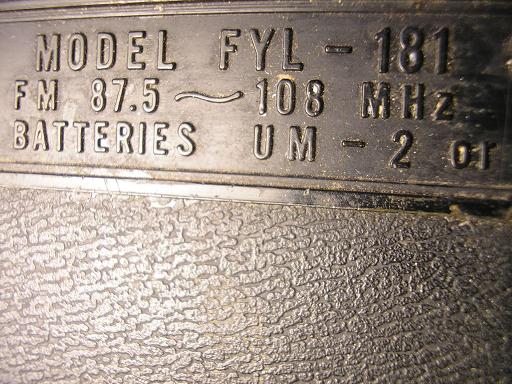 MODEL FYL-181
FM 87.5～108 MHz
BATTERIES UM-2 or